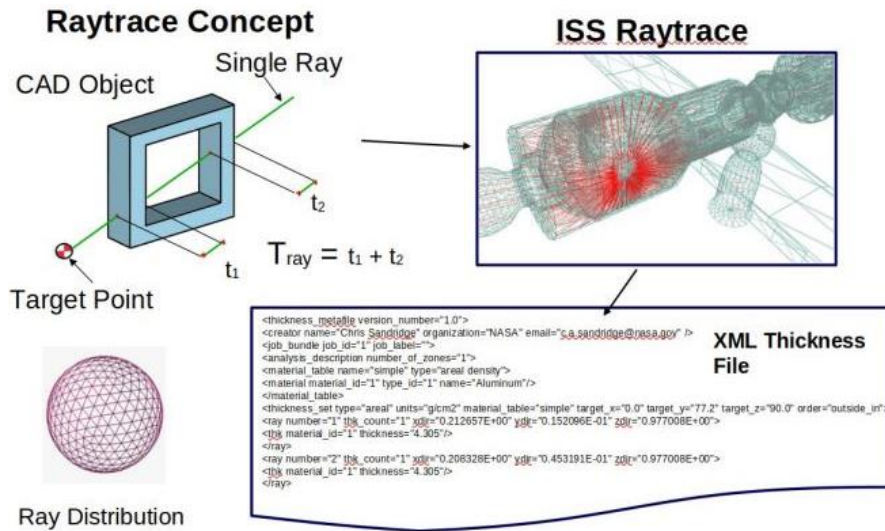 Raytrace Concept
Single Ray
CAD Object
t2
t1
Tray = t1 + t2
Target Point
Ray Distribution
ISS Raytrace
XML Thickness
File
<thickness_metafile version_number="1.0">
<creator name="Chris Sandridge" organization="NASA" email="c.a.sandridge@nasa.gov" />
<job_bundle job_id="1" job_label="">
<analysis_description number_of_zones="1">
<material_table name="simple" type="areal density">
<material material_id="1" type_id="1" name="Aluminum"/>
</material_table>
<thickness_set type="areal" units="g/cm2" material_table="simple" target_x="0.0" target_y="77.2" target_z="90.0" order="outside_in">
<ray number="1" thk_count="1" xdir="0.212657E+00" ydir="0.152096E-01" zdir="0.977008E+00">
<thk material_id="1" thickness="4.305"/>
</ray>
<ray number="2" thk_count="1" xdir="0.208328E+00" ydir="0.453191E-01" zdir="0.977008E+00">
<thk material_id="1" thickness="4.305"/>
</ray>